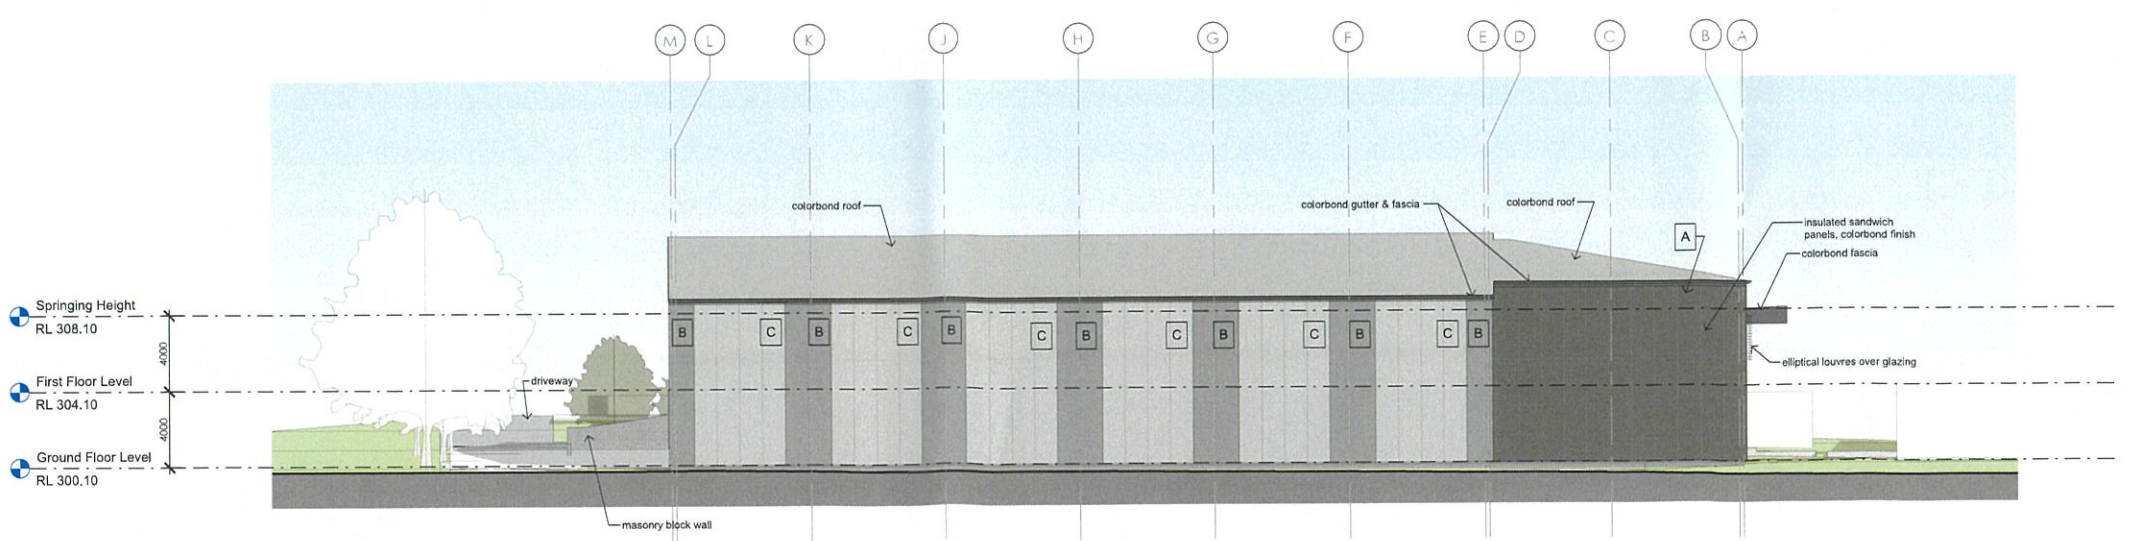 M L K J H G F E D C B A
colorbond roof
colorbond gutter & fascia
colorbond roof
A
insulated sandwich
panels, colorbond finish
colorbond fascia
Springing Height
RL 308.10
B C B C B C B C B C B C B
4000
elliptical louvres over glazing
First Floor Level
RL 304.10
driveway
4000
Ground Floor Level
RL 300.10
masonry block wall